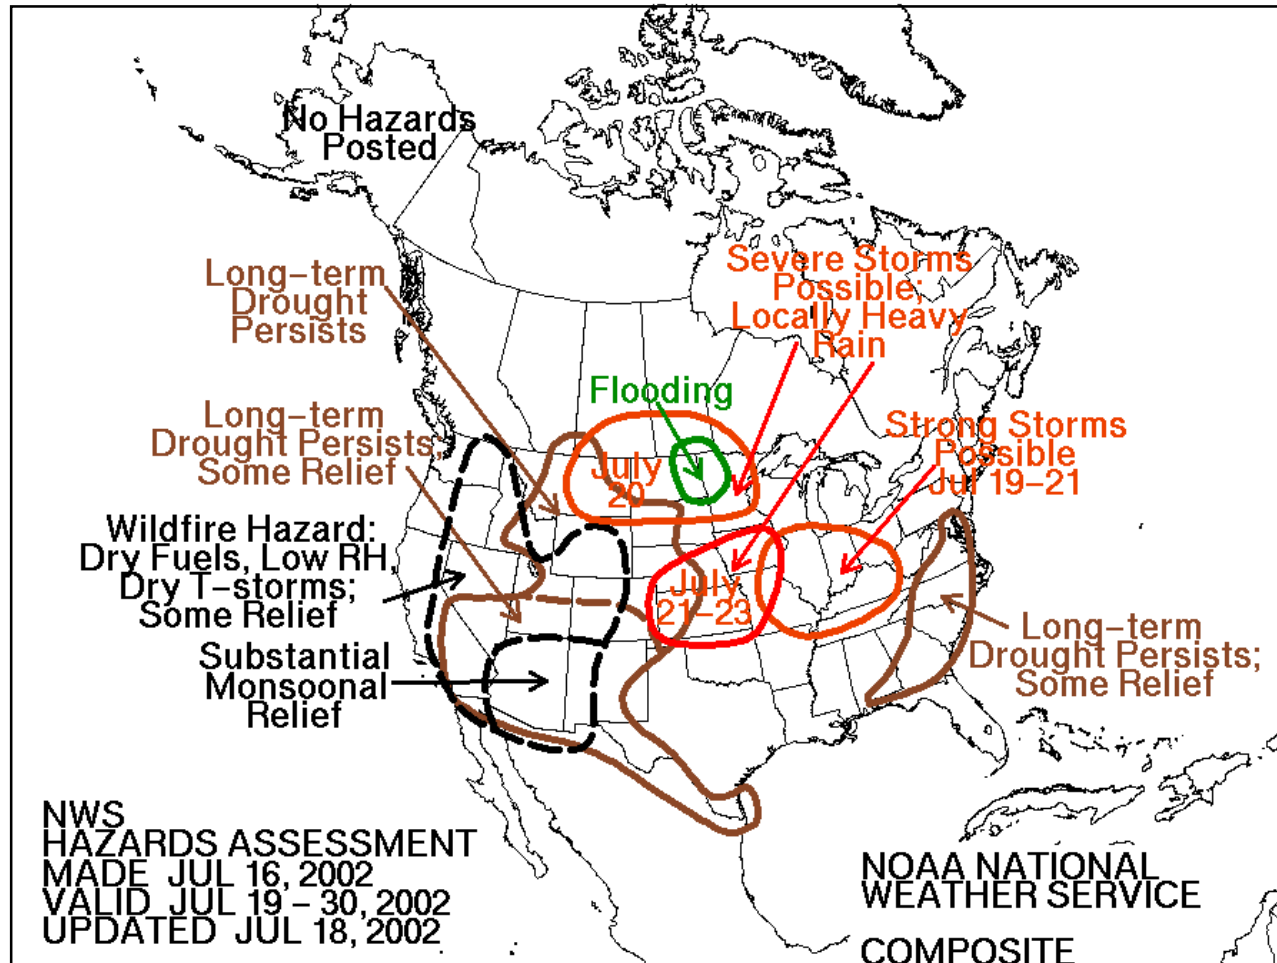 No Hazards
Posted
Long-term
Drought
Persists
Severe Storms
Possible;
Locally Heavy
Rain
Flooding
Long-term
Drought Persists;
Some Relief
Strong Storms
Possible
Jul 19-21
July
20
Wildfire Hazard:
Dry Fuels, Low RH,
Dry T-storms;
Some Relief
July
21-23
Long-term
Drought Persists;
Some Relief
Substantial
Monsoonal
Relief
NWS
HAZARDS ASSESSMENT
MADE JUL 16, 2002
VALID JUL 19 - 30, 2002
UPDATED JUL 18, 2002
NOAA NATIONAL
WEATHER SERVICE
COMPOSITE